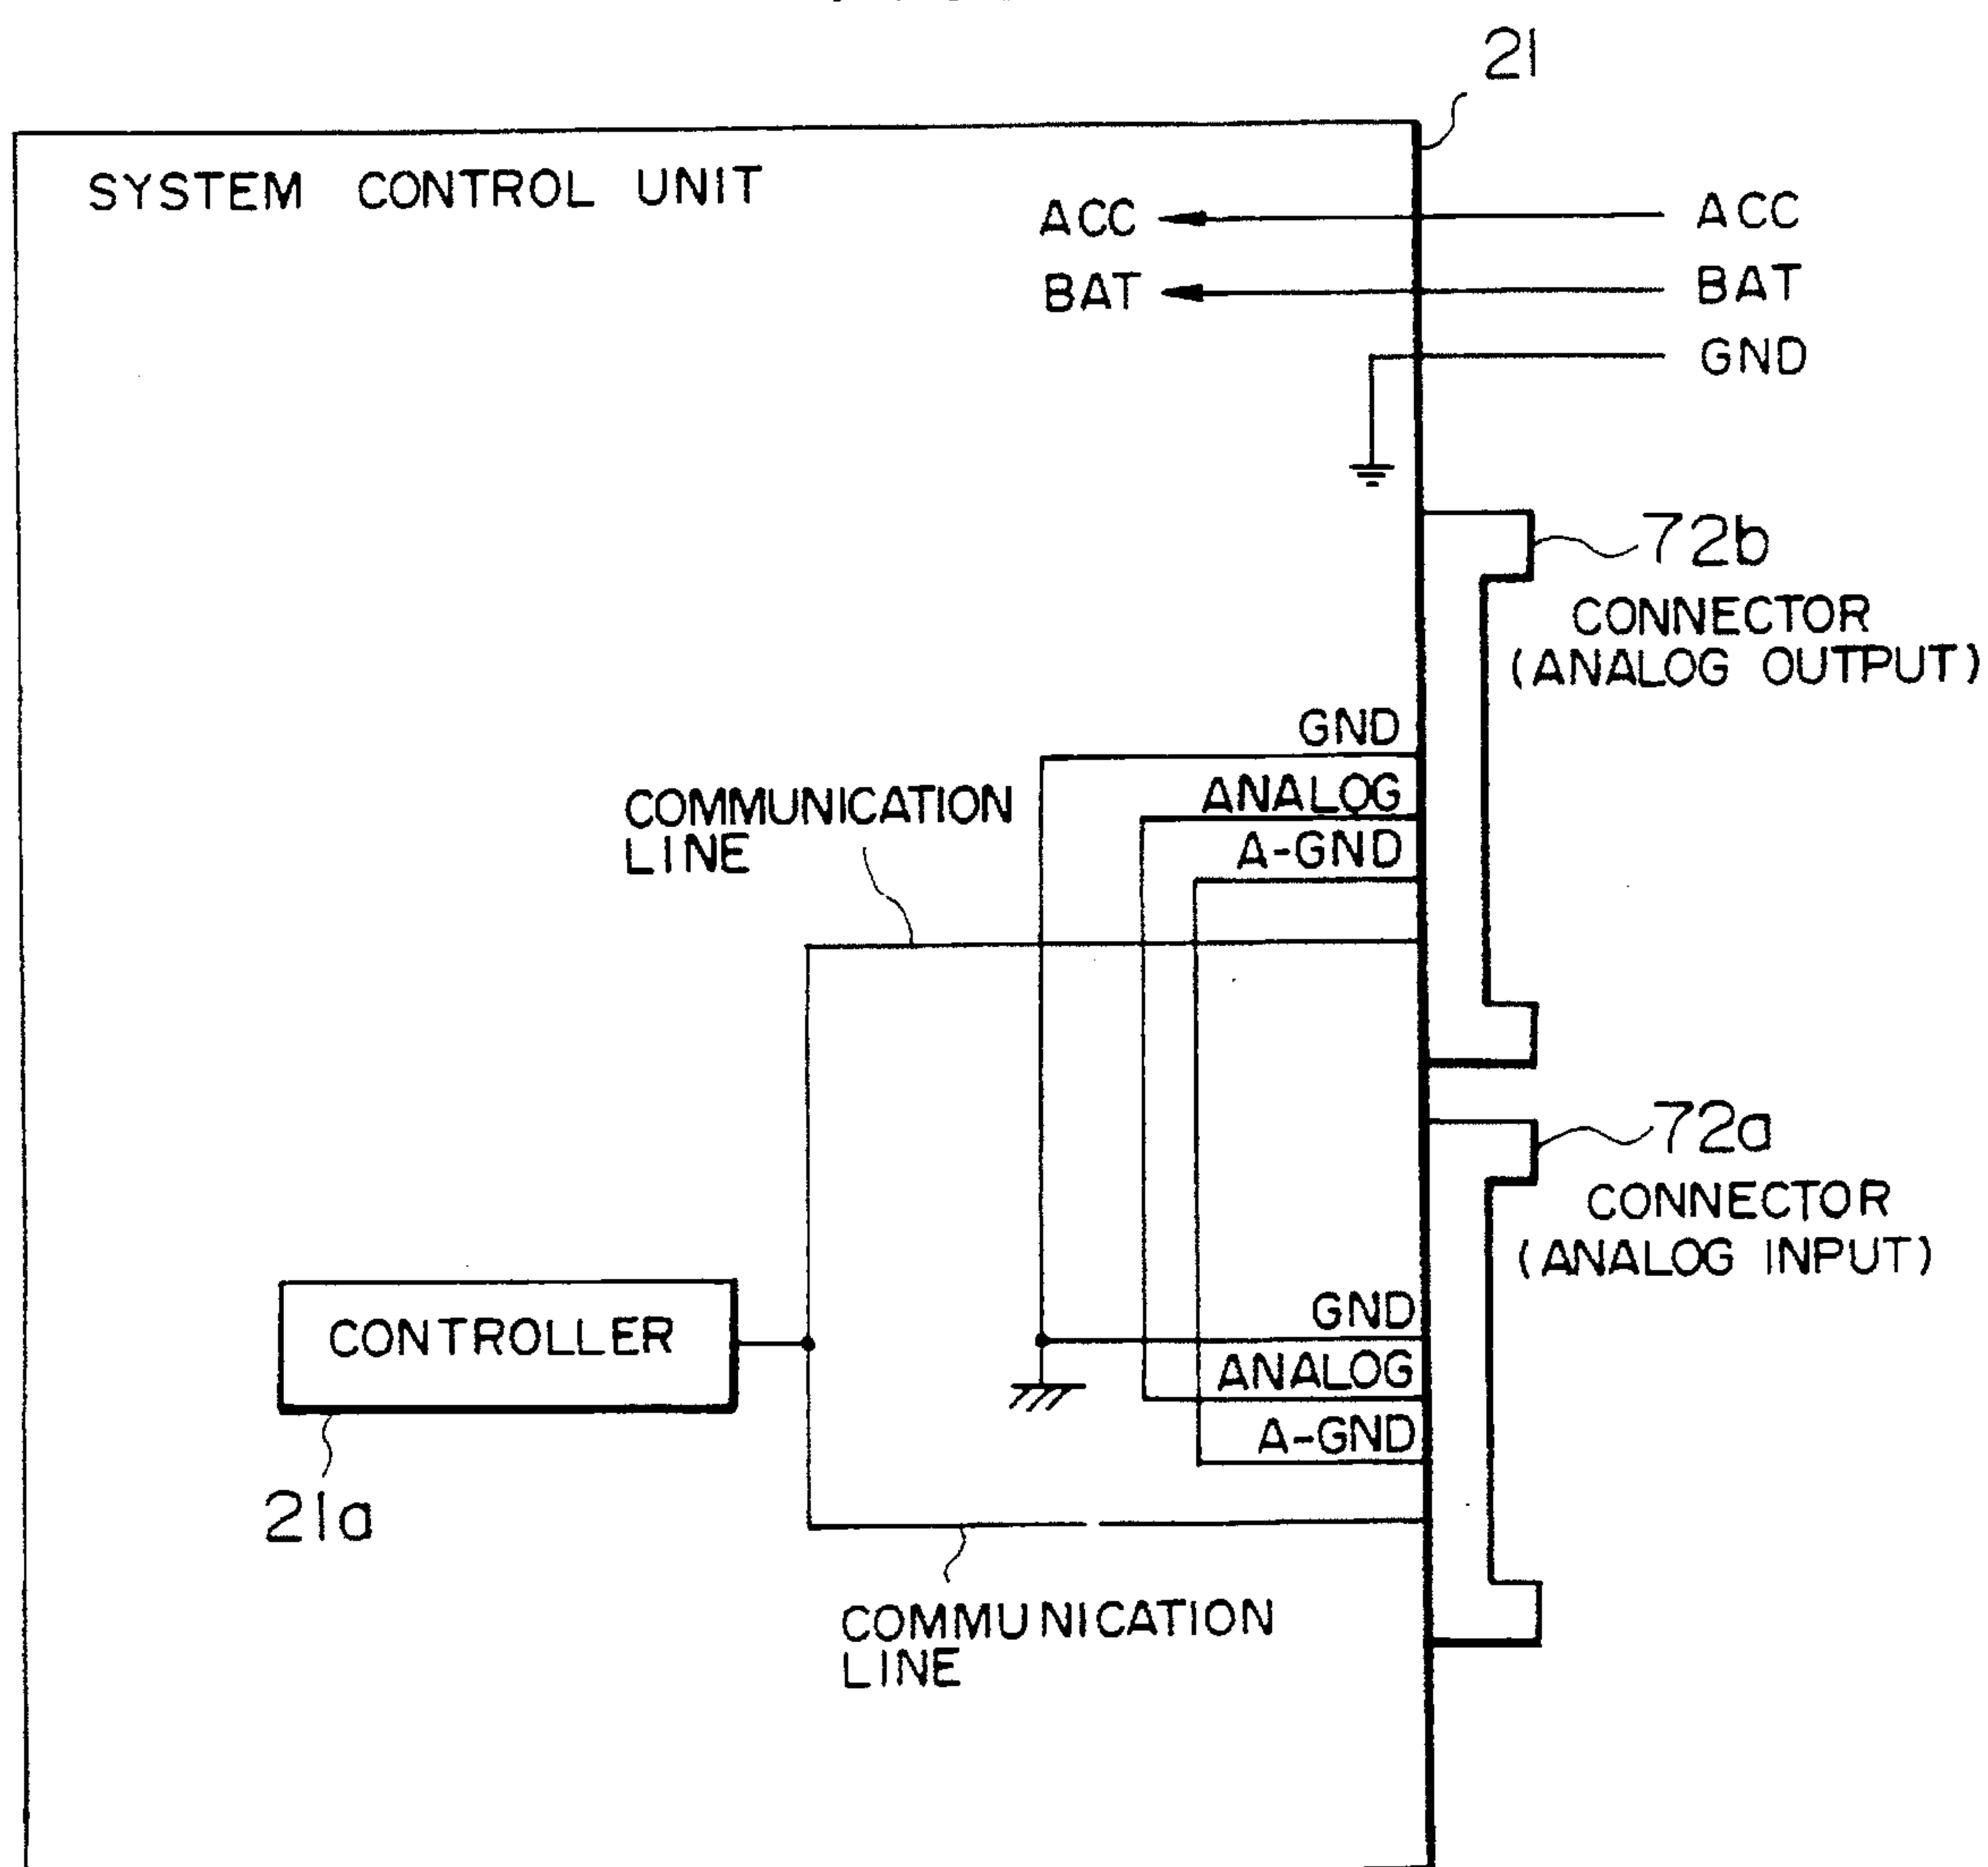 21
SYSTEM CONTROL UNIT
ACC
ACC
BAT
BAT
GND
72b
CONNECTOR
(ANALOG OUTPUT)
GND
ANALOG
A-GND
COMMUNICATION
LINE
72a
CONNECTOR
(ANALOG INPUT)
GND
ANALOG
A-GND
CONTROLLER
21a
COMMUNICATION
LINE